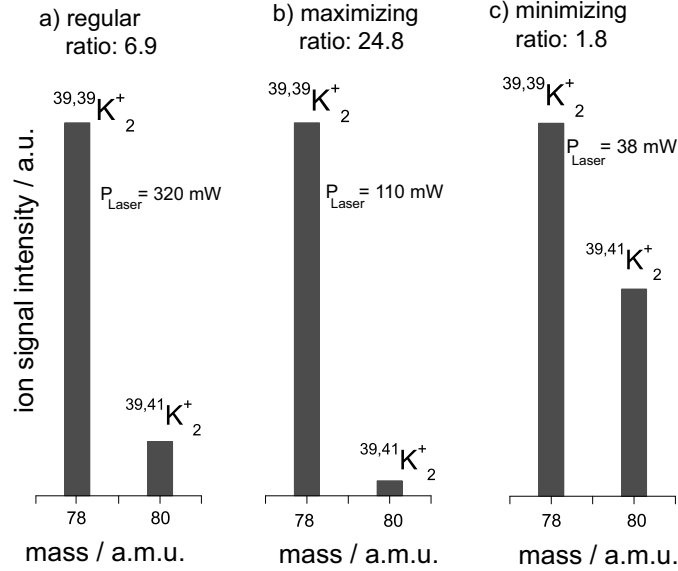 a) regular
ratio: 6.9
39,39K+2
PLaser= 320 mW
39,41K+2
78 80
mass / a.m.u.
ion signal intensity / a.u.
b) maximizing
ratio: 24.8
39,39K+2
PLaser= 110 mW
39,41K+2
78 80
mass / a.m.u.
c) minimizing
ratio: 1.8
39,39K+2
PLaser= 38 mW
39,41K+2
78 80
mass / a.m.u.